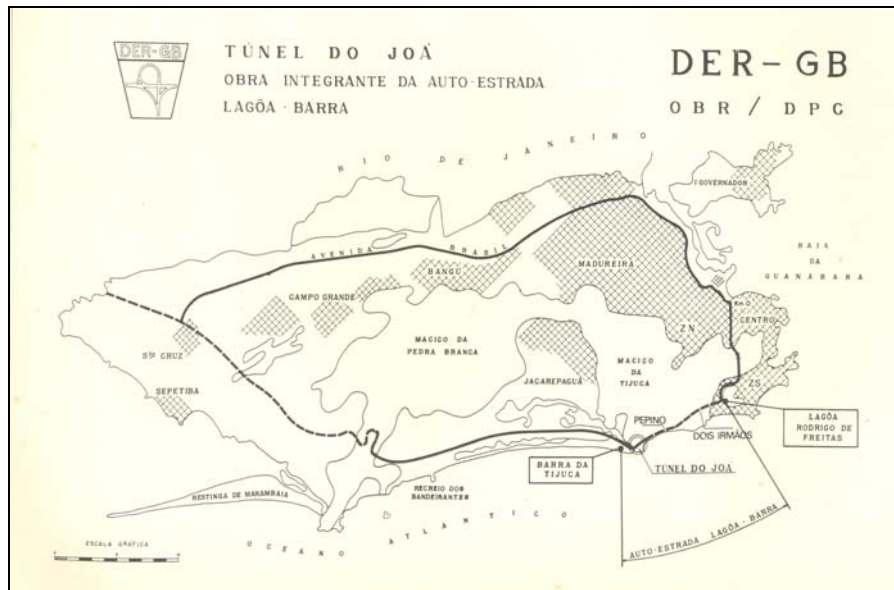 DER-GB
TÚNEL DO JOÁ
OBRA INTEGRANTE DA AUTO-ESTRADA
LAGÔA - BARRA
DER - GB
OBR / DPC
RIO DE JANEIRO
I GOVERNADOR
BAIA
DA
GUANABARA
AVENIDA BRASIL
BANGÚ
MADUREIRA
CAMPO GRANDE
Km 0
CENTRO
ZN
STA CRUZ
MACIÇO DA
PEDRA BRANCA
MACIÇO
DA
TIJUCA
SEPETIBA
JACAREPAGUÁ
ZS
PEPINO
DOIS IRMÃOS
LAGÔA
RODRIGO DE
FREITAS
BARRA DA
TIJUCA
TÚNEL DO JOÁ
RESTINGA DE MARAMBAIA
RECREIO DOS
BANDEIRANTES
OCEANO ATLÂNTICO
AUTO-ESTRADA LAGÔA-BARRA
ESCALA GRÁFICA